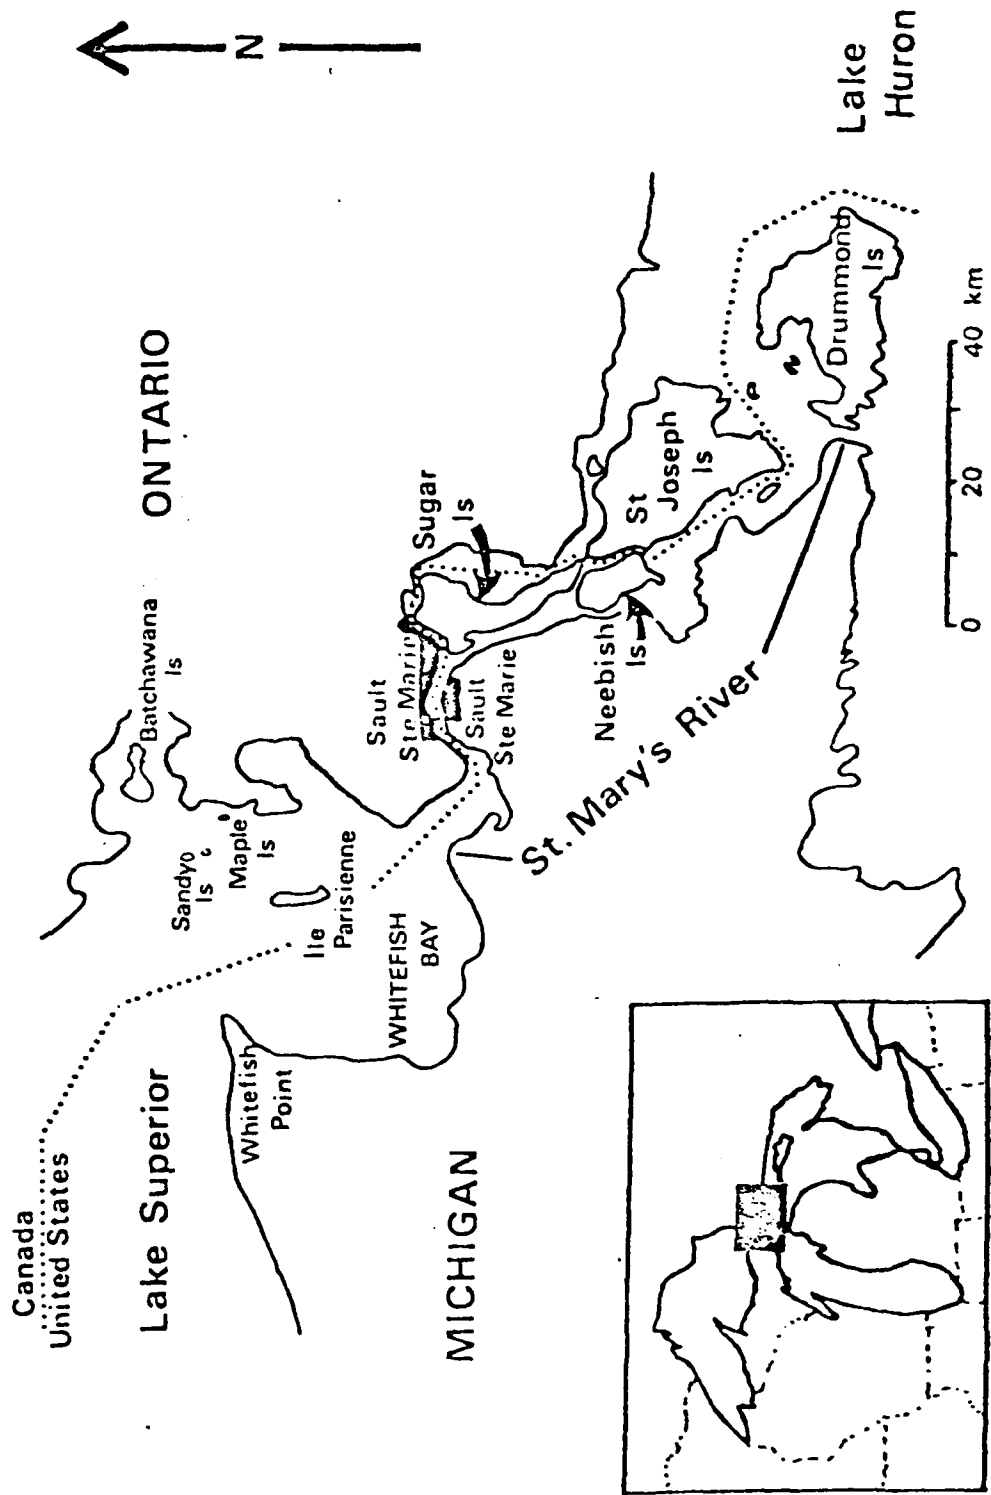 Canada
United States
Lake Superior
Whitefish
Point
MICHIGAN
WHITEFISH
BAY
Ile
Parisienne
Sandy
Is
Maple
Is
Batchawana
Is
ONTARIO
N
Sault
Ste Marie
Sault
Ste Marie
Sugar
Is
Neebish
Is
St
Joseph
Is
St. Mary's River
Drummond
Is
Lake
Huron
0 20 40 km